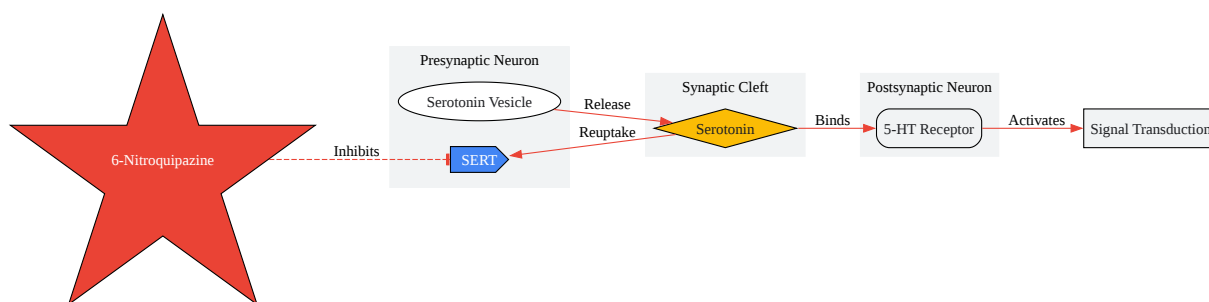 Presynaptic Neuron
Serotonin Vesicle
Release
Synaptic Cleft
Serotonin
Reuptake
Postsynaptic Neuron
Binds
5-HT Receptor
Activates
Signal Transduction
6-Nitroquipazine
Inhibits
SERT